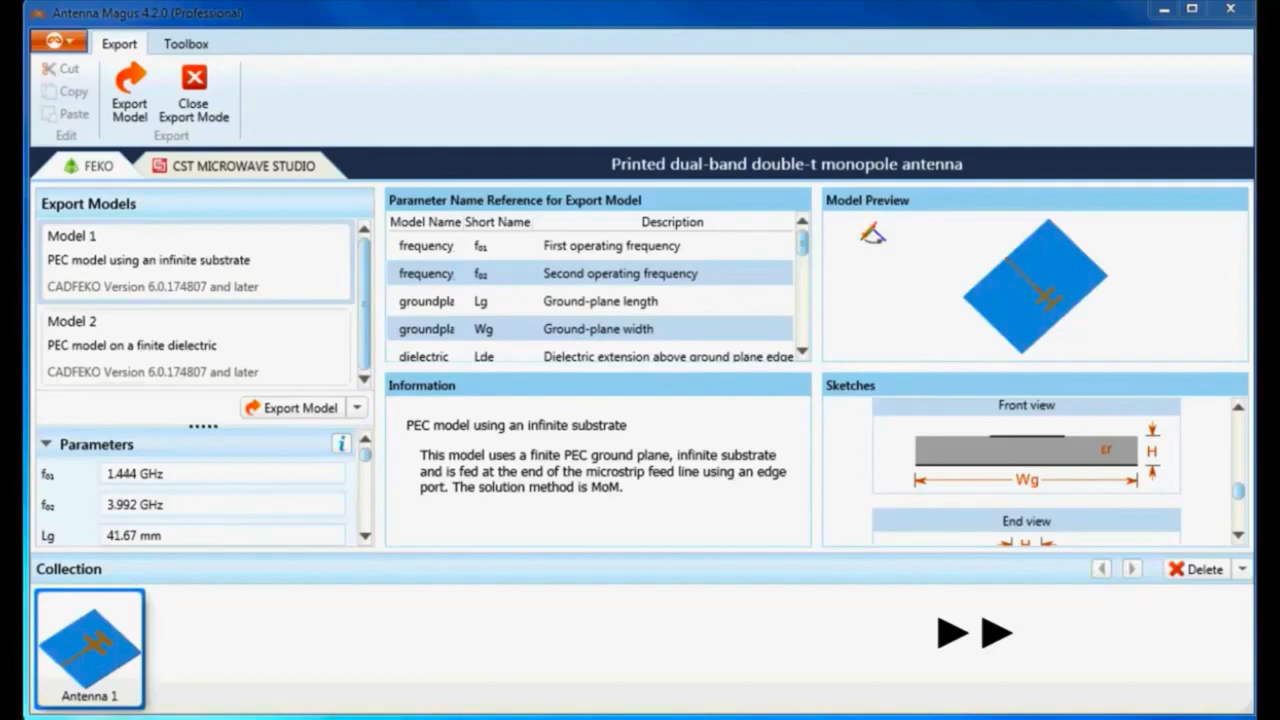 Antenna Magus 4.2.0 (Professional)
Export
Toolbox
Cut
Copy
Paste
Edit
Export Model
Close Export Mode
Export
FEKO
CST MICROWAVE STUDIO
Printed dual-band double-t monopole antenna
Export Models
Model 1
PEC model using an infinite substrate
CADFEKO Version 6.0.174807 and later
Model 2
PEC model on a finite dielectric
CADFEKO Version 6.0.174807 and later
Export Model
Parameters
f01 1.444 GHz
f02 3.992 GHz
Lg 41.67 mm
Parameter Name Reference for Export Model
Model Name Short Name Description
frequency. f01 First operating frequency
frequency. f02 Second operating frequency
groundpla Lg Ground-plane length
groundpla Wg Ground-plane width
dielectric Lde Dielectric extension above ground plane edge
Information
PEC model using an infinite substrate
This model uses a finite PEC ground plane, infinite substrate
and is fed at the end of the microstrip feed line using an edge
port. The solution method is MoM.
Model Preview
Sketches
Front view
εr
H
Wg
End view
H
Collection
Delete
Antenna 1